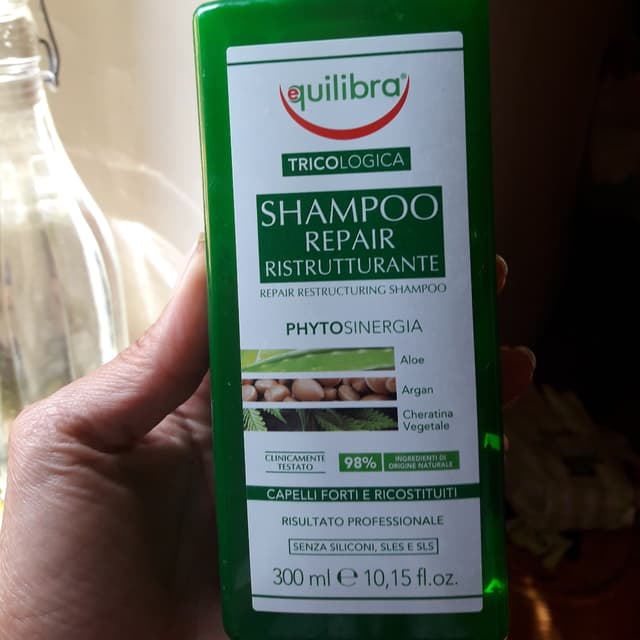 equilibra®
TRICOLOGICA
SHAMPOO
REPAIR
RISTRUTTURANTE
REPAIR RESTRUCTURING SHAMPOO
PHYTOSINERGIA
Aloe
Argan
Cheratina
Vegetale
CLINICAMENTE
TESTATO
98% INGREDIENTI DI
ORIGINE NATURALE
CAPELLI FORTI E RICOSTITUITI
RISULTATO PROFESSIONALE
SENZA SILICONI, SLES E SLS
300 ml ℮ 10,15 fl.oz.